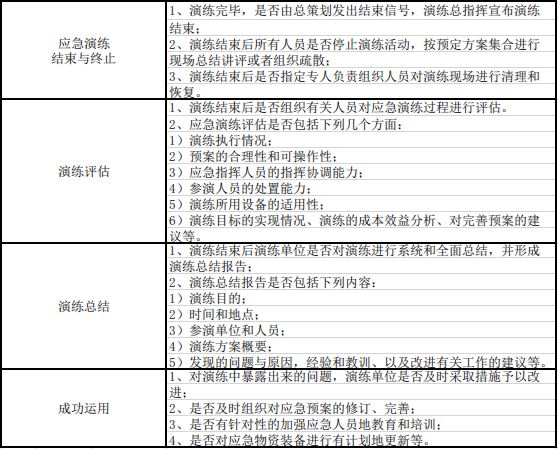 应急演练
结束与终止
1、演练完毕，是否由总策划发出结束信号，演练总指挥宣布演练
结束；
2、演练结束后所有人员是否停止演练活动，按预定方案集合进行
现场总结讲评或者组织疏散；
3、演练结束后是否指定专人负责组织人员对演练现场进行清理和
恢复。
演练评估
1、演练结束后是否组织有关人员对应急演练过程进行评估。
2、应急演练评估是否包括下列几个方面：
1）演练执行情况；
2）预案的合理性和可操作性；
3）应急指挥人员的指挥协调能力；
4）参演人员的处置能力；
5）演练所用设备的适用性；
6）演练目标的实现情况、演练的成本效益分析、对完善预案的建
议等。
演练总结
1、演练结束后演练单位是否对演练进行系统和全面总结，并形成
演练总结报告；
2、演练总结报告是否包括下列内容：
1）演练目的；
2）时间和地点；
3）参演单位和人员；
4）演练方案概要；
5）发现的问题与原因，经验和教训、以及改进有关工作的建议等。
成功运用
1、对演练中暴露出来的问题，演练单位是否及时采取措施予以改
进；
2、是否及时组织对应急预案的修订、完善；
3、是否有针对性的加强应急人员地教育和培训；
4、是否对应急物资装备进行有计划地更新等。